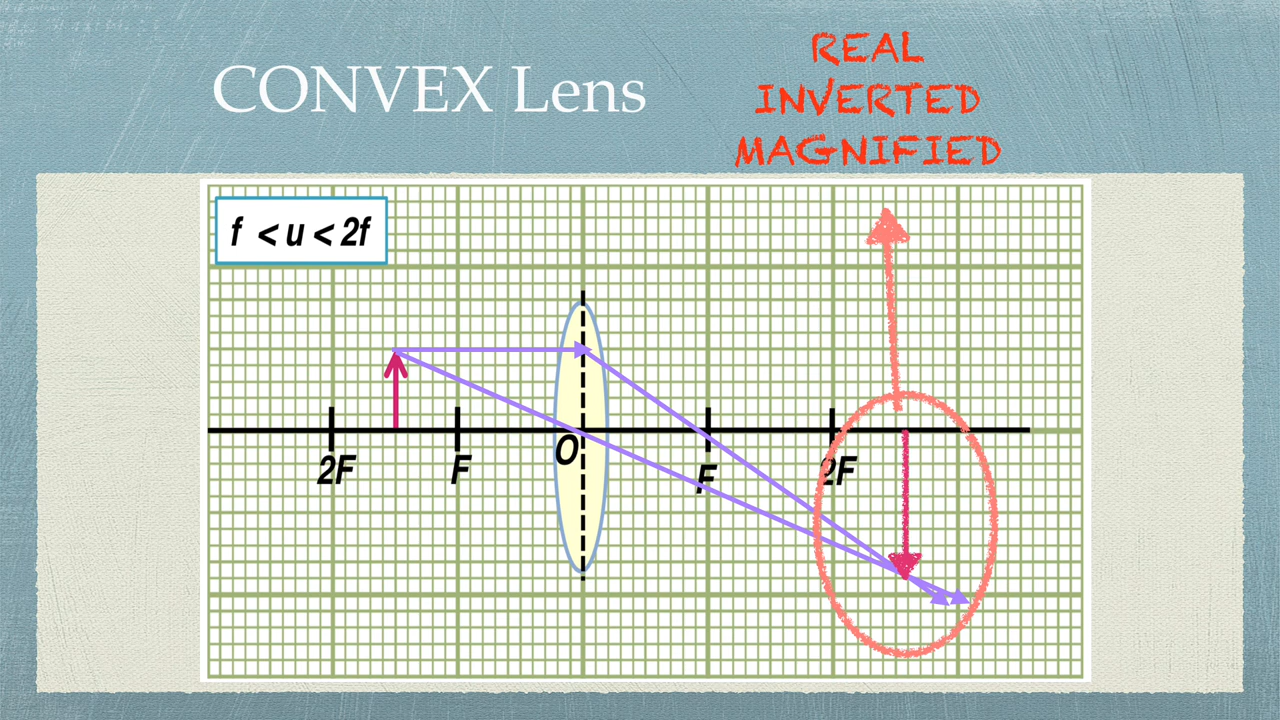 CONVEX Lens
REAL
INVERTED
MAGNIFIED
f < u < 2f
2F
F
O
F
2F